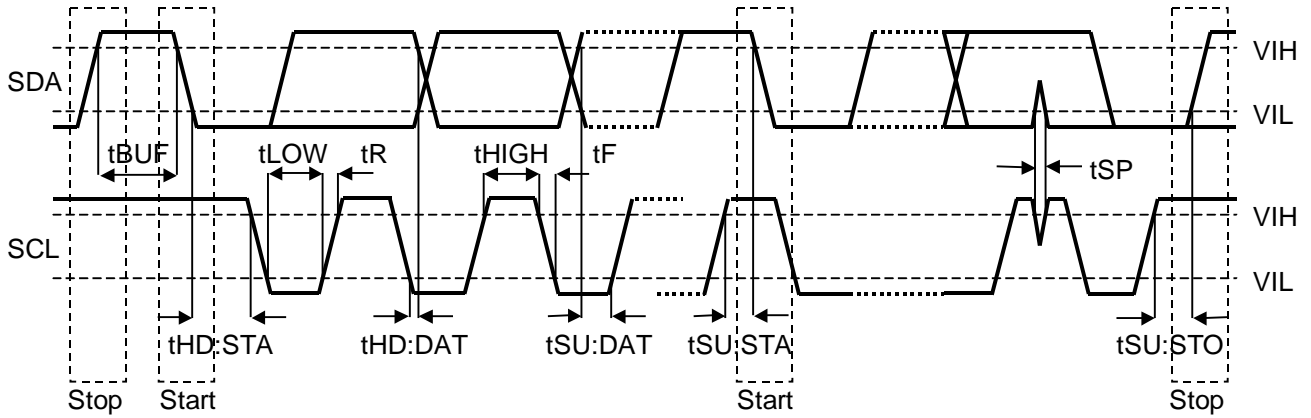 VIH
SDA
VIL
tBUF tLOW tR tHIGH tF tSP
VIH
SCL
VIL
tHD:STA tHD:DAT tSU:DAT tSU:STA tSU:STO
Stop Start Start Stop